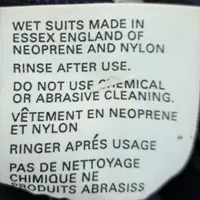 WET SUITS MADE IN
ESSEX ENGLAND OF
NEOPRENE AND NYLON
RINSE AFTER USE.
DO NOT USE CHEMICAL
OR ABRASIVE CLEANING.
VÊTEMENT EN NEOPRENE
ET NYLON
RINGER APRÉS USAGE
PAS DE NETTOYAGE
CHIMIQUE NE
PRODUITS ABRASISS